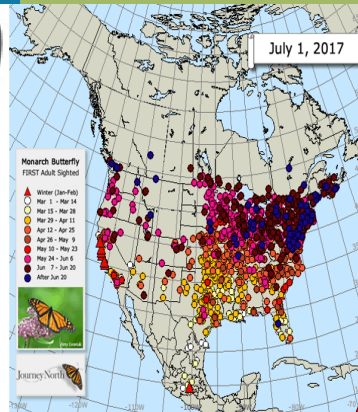 July 1, 2017
Monarch Butterfly
FIRST Adult Sighted
Winter (Jan-Feb)
Mar 1 - Mar 14
Mar 15 - Mar 28
Mar 29 - Apr 11
Apr 12 - Apr 25
Apr 26 - May 9
May 10 - May 23
May 24 - Jun 6
Jun 7 - Jun 20
After Jun 20
JourneyNorth